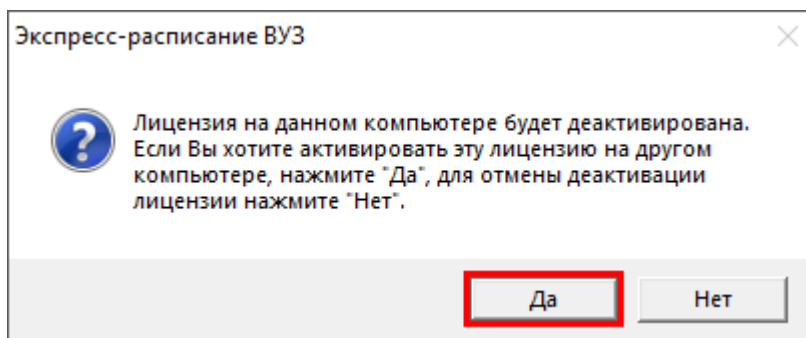 Экспресс-расписание ВУЗ
Лицензия на данном компьютере будет деактивирована.
Если Вы хотите активировать эту лицензию на другом
компьютере, нажмите "Да", для отмены деактивации
лицензии нажмите "Нет".
Да
Нет